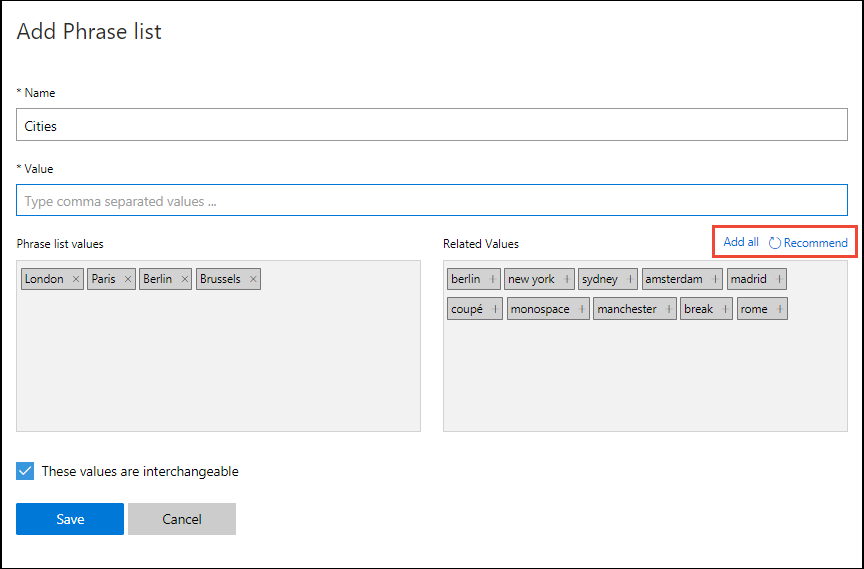 Add Phrase list
* Name
Cities
* Value
Type comma separated values ...
Phrase list values
Related Values Add all Recommend
London × Paris × Berlin × Brussels ×
berlin + new york + sydney + amsterdam + madrid +
coupé + monospace + manchester + break + rome +
These values are interchangeable
Save Cancel